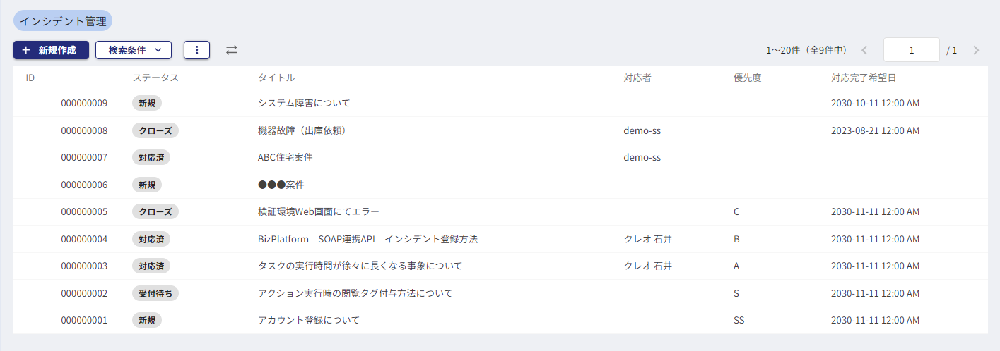 インシデント管理
+ 新規作成 検索条件 1～20件（全9件中） 1 / 1
ID ステータス タイトル 対応者 優先度 対応完了希望日
000000009 新規 システム障害について 2030-10-11 12:00 AM
000000008 クローズ 機器故障（出庫依頼） demo-ss 2023-08-21 12:00 AM
000000007 対応済 ABC住宅案件 demo-ss
000000006 新規 ●●●案件
000000005 クローズ 検証環境Web画面にてエラー C 2030-11-11 12:00 AM
000000004 対応済 BizPlatform　SOAP連携API　インシデント登録方法 クレオ 石井 B 2030-11-11 12:00 AM
000000003 対応済 タスクの実行時間が徐々に長くなる事象について クレオ 石井 A 2030-11-11 12:00 AM
000000002 受付待ち アクション実行時の閲覧タグ付与方法について S 2030-11-11 12:00 AM
000000001 新規 アカウント登録について SS 2030-11-11 12:00 AM